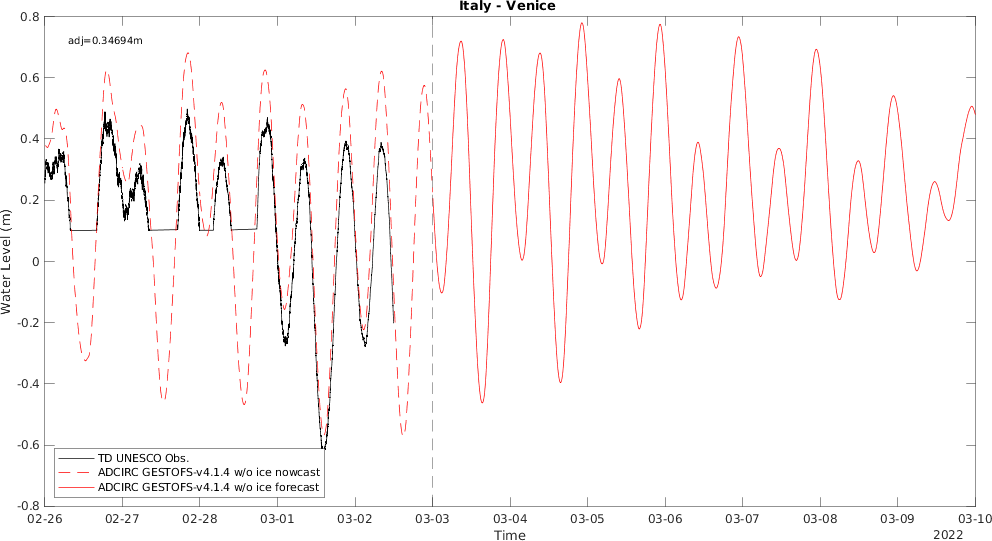 Italy - Venice
adj=0.34694m
0.8
0.6
0.4
0.2
0
-0.2
-0.4
-0.6
-0.8
Water Level (m)
TD UNESCO Obs.
ADCIRC GESTOFS-v4.1.4 w/o ice nowcast
ADCIRC GESTOFS-v4.1.4 w/o ice forecast
02-26 02-27 02-28 03-01 03-02 03-03 03-04 03-05 03-06 03-07 03-08 03-09 03-10
Time
2022